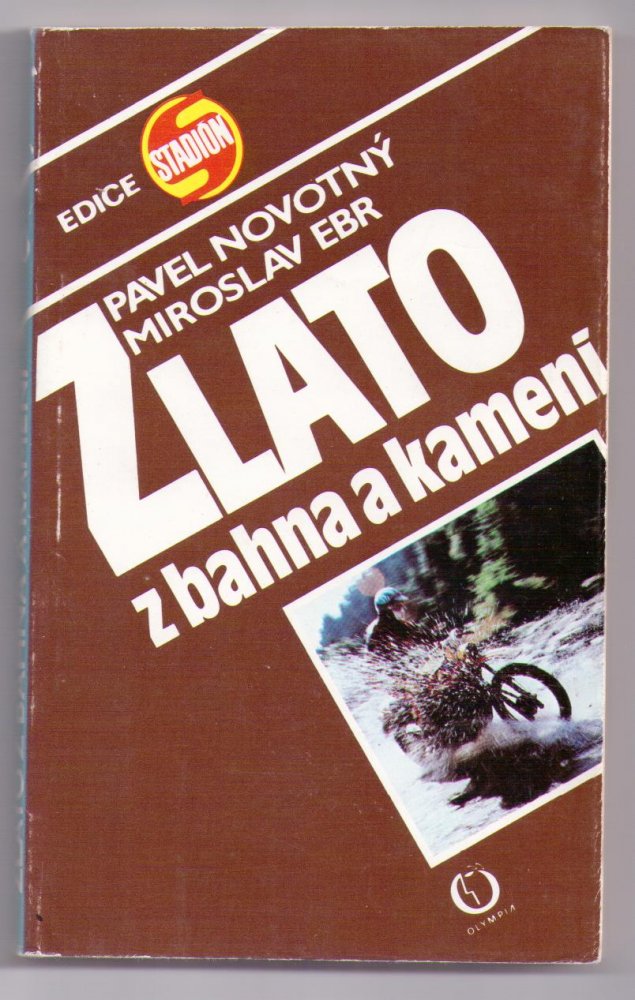 EDICE STADIÓN
PAVEL NOVOTNÝ
MIROSLAV EBR
ZLATO
z bahna a kamení
OLYMPIA